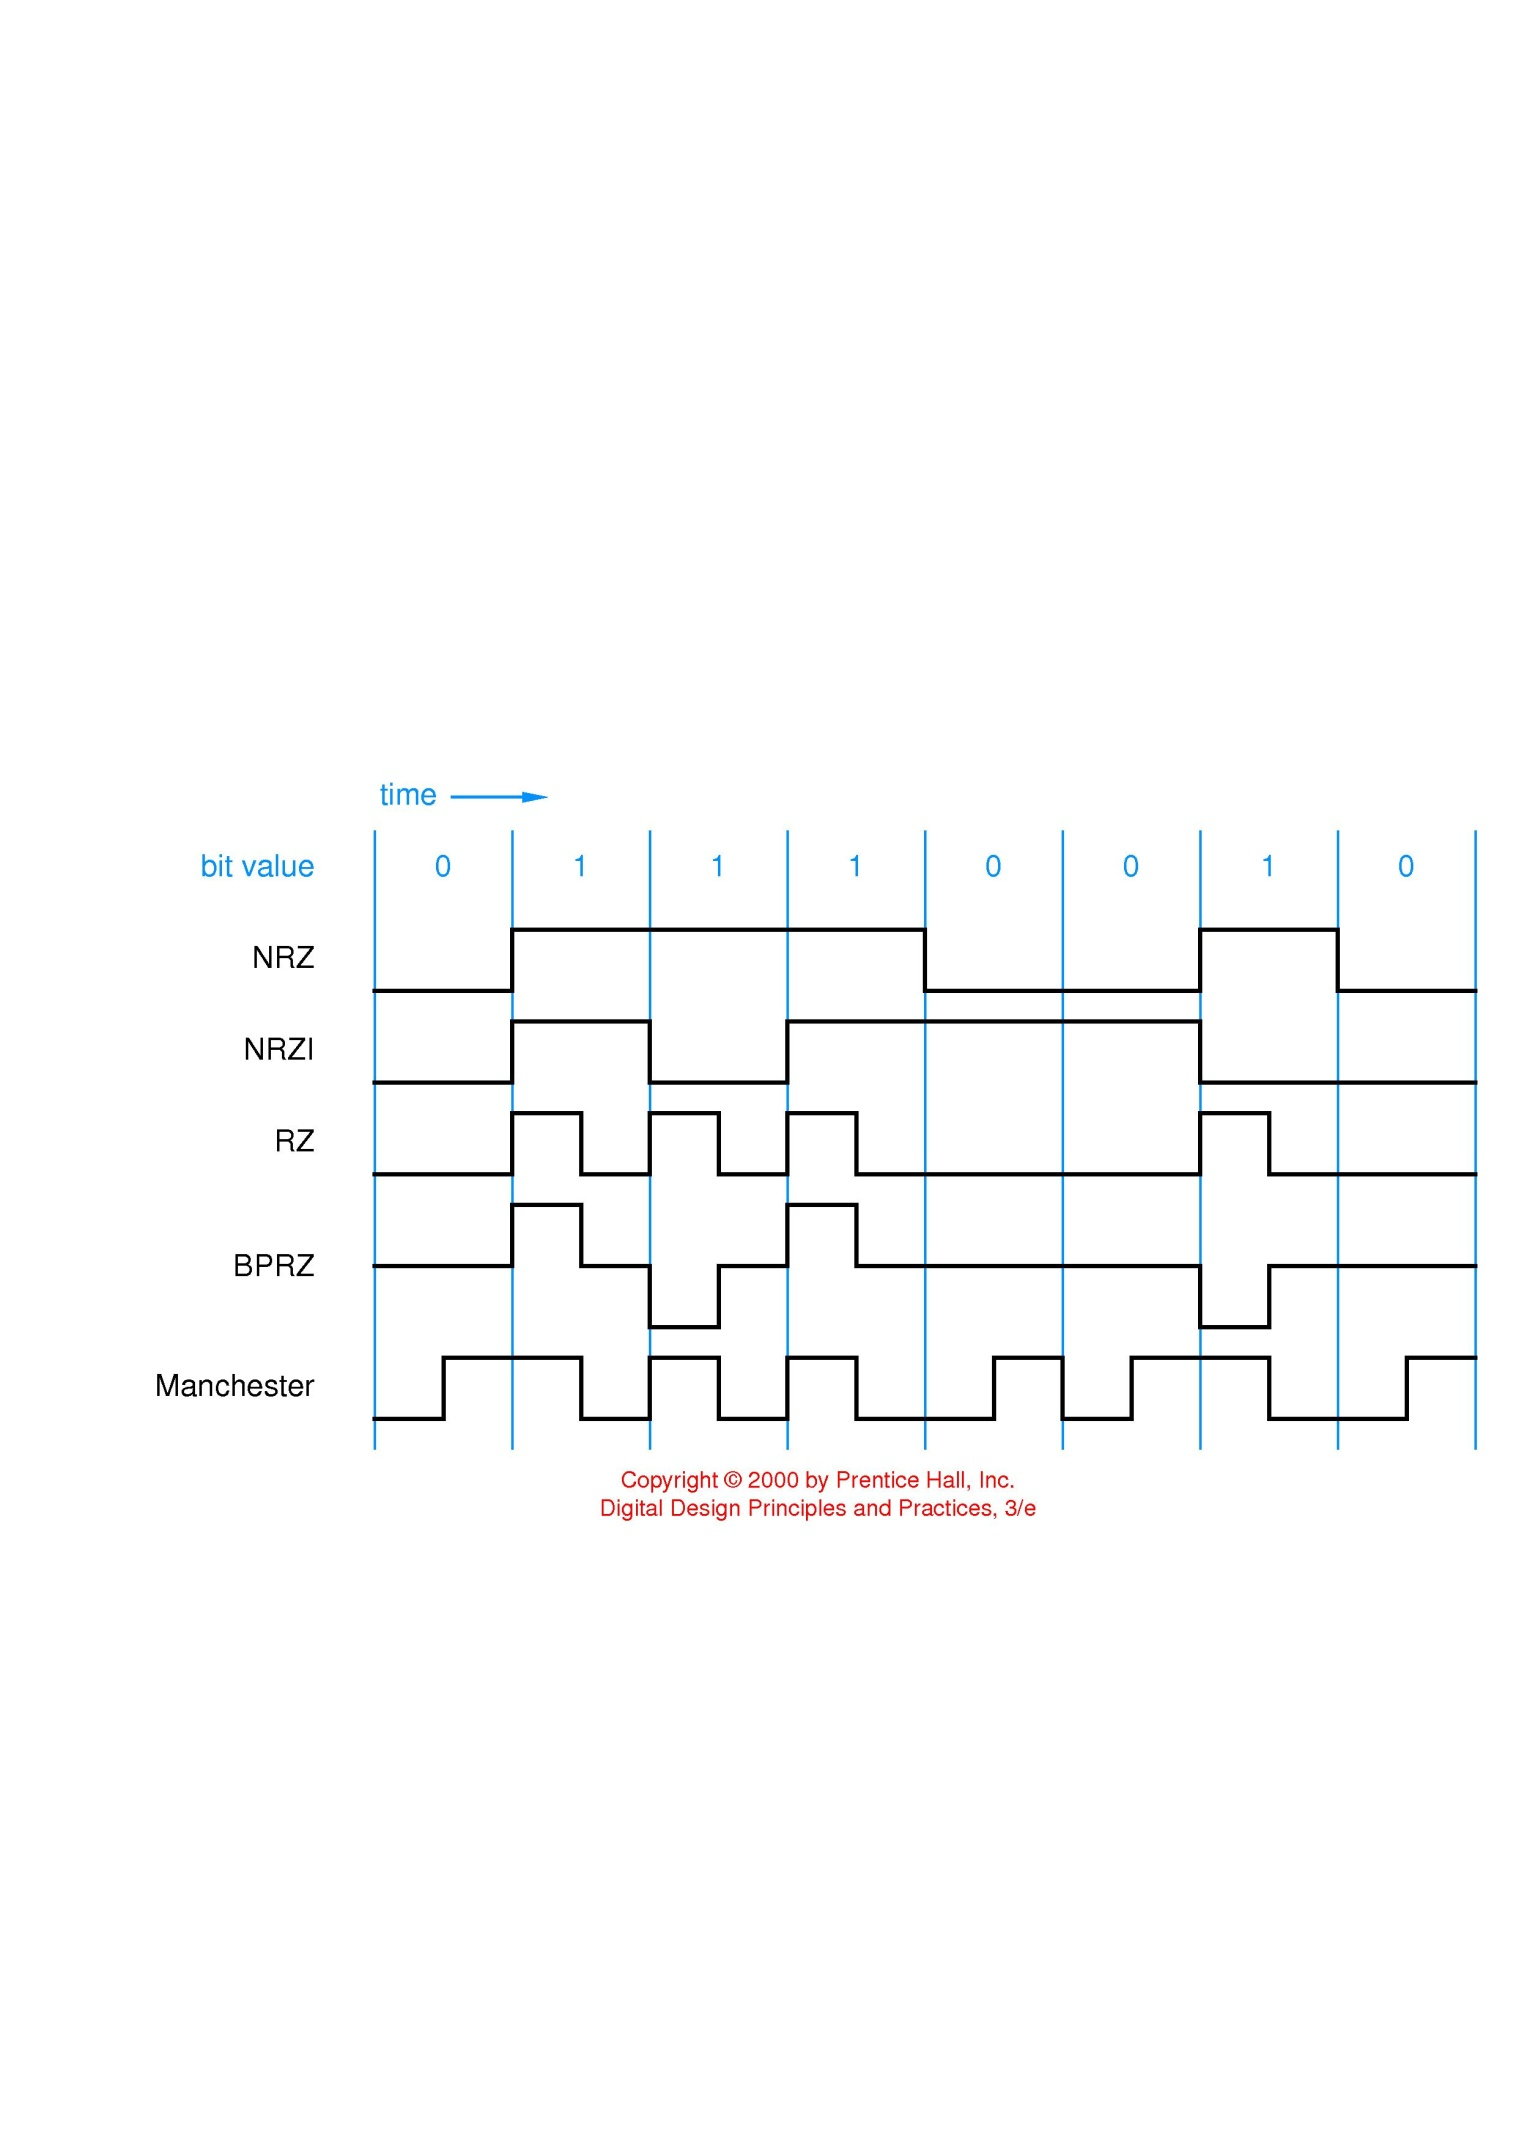 time
bit value 0 1 1 1 0 0 1 0
NRZ
NRZI
RZ
BPRZ
Manchester
Copyright © 2000 by Prentice Hall, Inc.
Digital Design Principles and Practices, 3/e